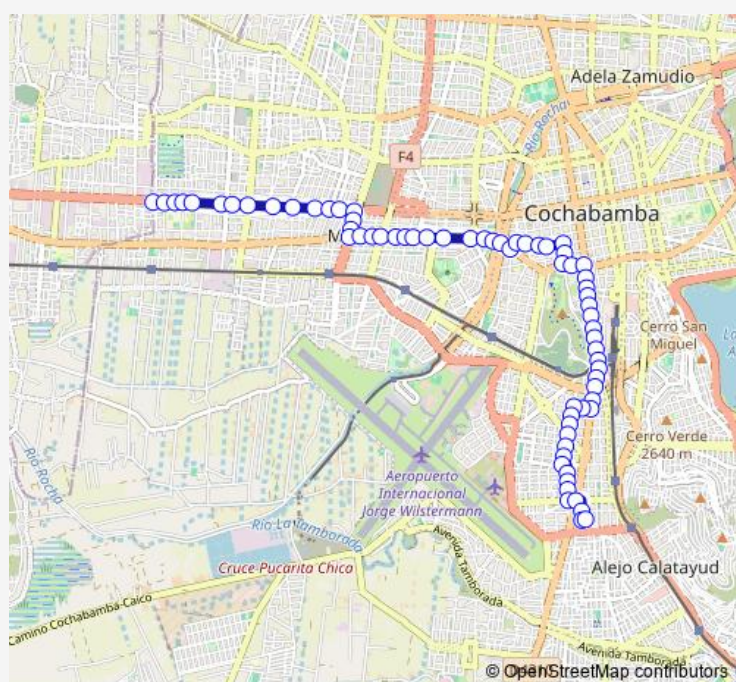 Adela Zamudio
Río Rocha
F4
Cochabamba
M
Cerro San
Miguel
Cerro Verde
2640 m
Aeropuerto
Internacional
Jorge Wilstermann
Río
Rocha
Río La Tamborada
Cruce Pucarita Chica
Avenida
Tamborada
Alejo Calatayud
Camino Cochabamba-Caico
Avenida Tamborada
© OpenStreetMap contributors